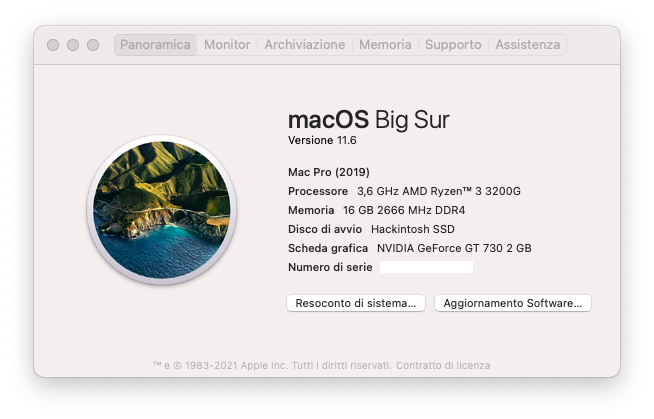 Panoramica Monitor Archiviazione Memoria Supporto Assistenza
macOS Big Sur
Versione 11.6
Mac Pro (2019)
Processore 3,6 GHz AMD Ryzen™ 3 3200G
Memoria 16 GB 2666 MHz DDR4
Disco di avvio Hackintosh SSD
Scheda grafica NVIDIA GeForce GT 730 2 GB
Numero di serie
Resoconto di sistema... Aggiornamento Software...
™ e © 1983-2021 Apple Inc. Tutti i diritti riservati. Contratto di licenza